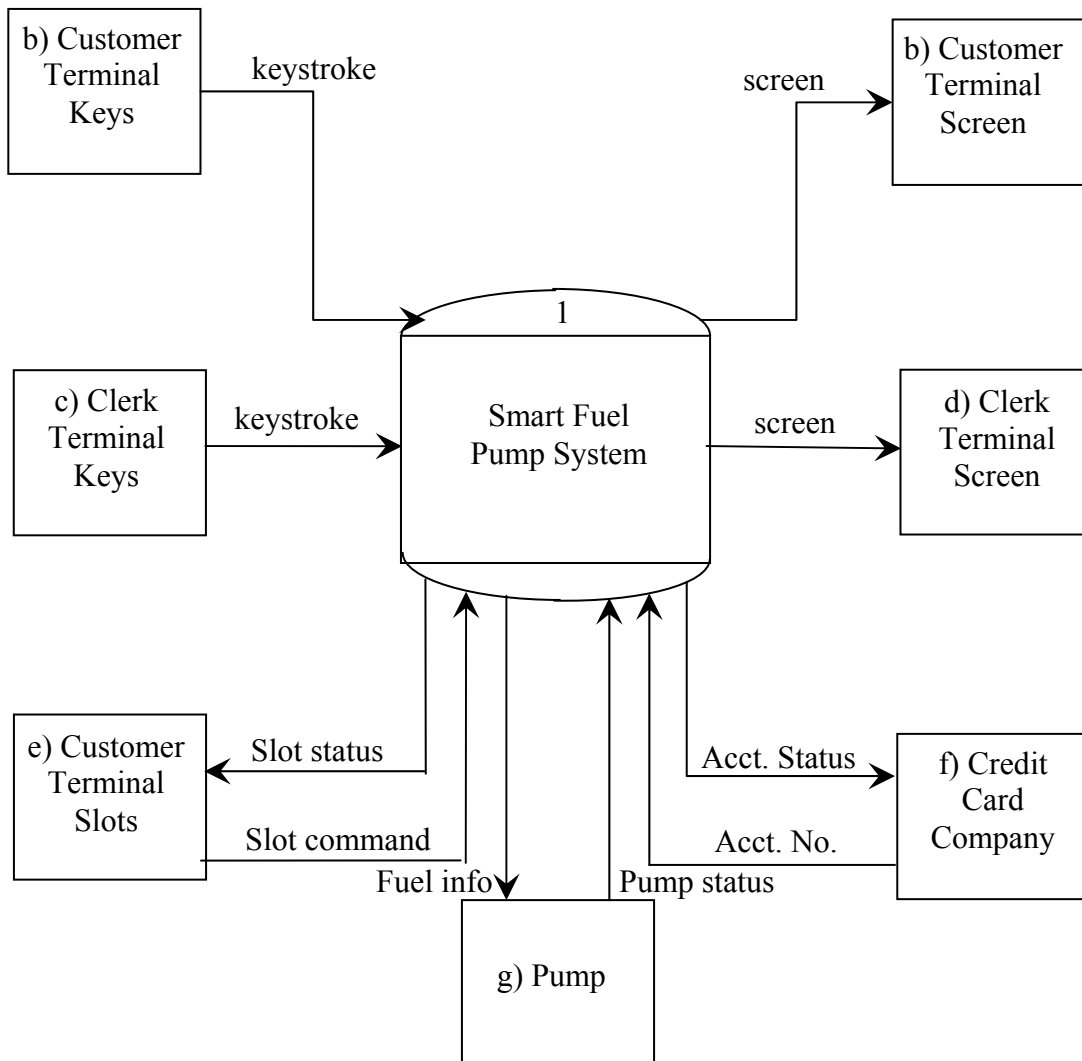 b) Customer
Terminal
Keys
keystroke
screen
b) Customer
Terminal
Screen
1
Smart Fuel
Pump System
c) Clerk
Terminal
Keys
keystroke
screen
d) Clerk
Terminal
Screen
e) Customer
Terminal
Slots
Slot status
Slot command
Fuel info
Pump status
Acct. Status
Acct. No.
f) Credit
Card
Company
g) Pump